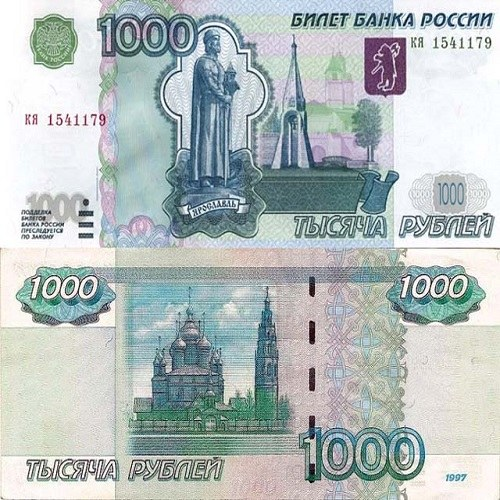 1000
БИЛЕТ БАНКА РОССИИ
кя 1541179
кя 1541179
ЯРОСЛАВЛЬ
1000
ПОДДЕЛКА
БИЛЕТОВ
БАНКА РОССИИ
ПРЕСЛЕДУЕТСЯ
ПО ЗАКОНУ
1000
ТЫСЯЧА РУБЛЕЙ
1000
1000
1000
ТЫСЯЧА РУБЛЕЙ
1997